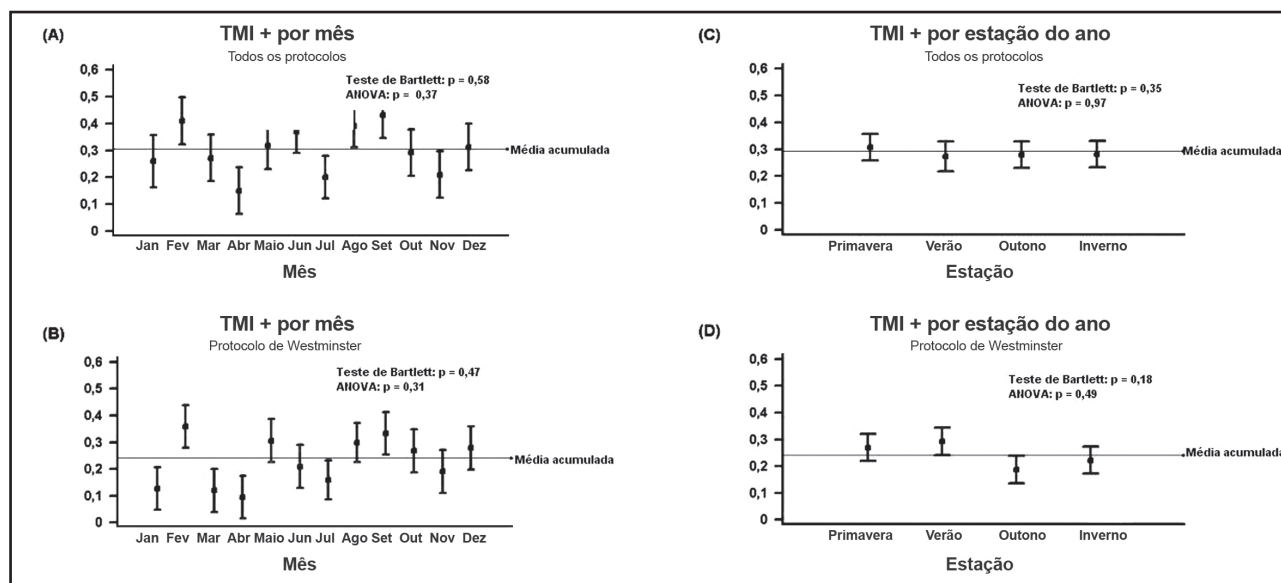 (A)
TMI + por mês
Todos os protocolos
Teste de Bartlett: p = 0,58
ANOVA: p = 0,37
0,6
0,5
0,4
0,3
0,2
0,1
0
Média acumulada
Jan Fev Mar Abr Maio Jun Jul Ago Set Out Nov Dez
Mês
(C)
TMI + por estação do ano
Todos os protocolos
Teste de Bartlett: p = 0,35
ANOVA: p = 0,97
0,6
0,5
0,4
0,3
0,2
0,1
0
Média acumulada
Primavera Verão Outono Inverno
Estação
(B)
TMI + por mês
Protocolo de Westminster
Teste de Bartlett: p = 0,47
ANOVA: p = 0,31
0,6
0,5
0,4
0,3
0,2
0,1
0
Média acumulada
Jan Fev Mar Abr Maio Jun Jul Ago Set Out Nov Dez
Mês
(D)
TMI + por estação do ano
Protocolo de Westminster
Teste de Bartlett: p = 0,18
ANOVA: p = 0,49
0,6
0,5
0,4
0,3
0,2
0,1
0
Média acumulada
Primavera Verão Outono Inverno
Estação